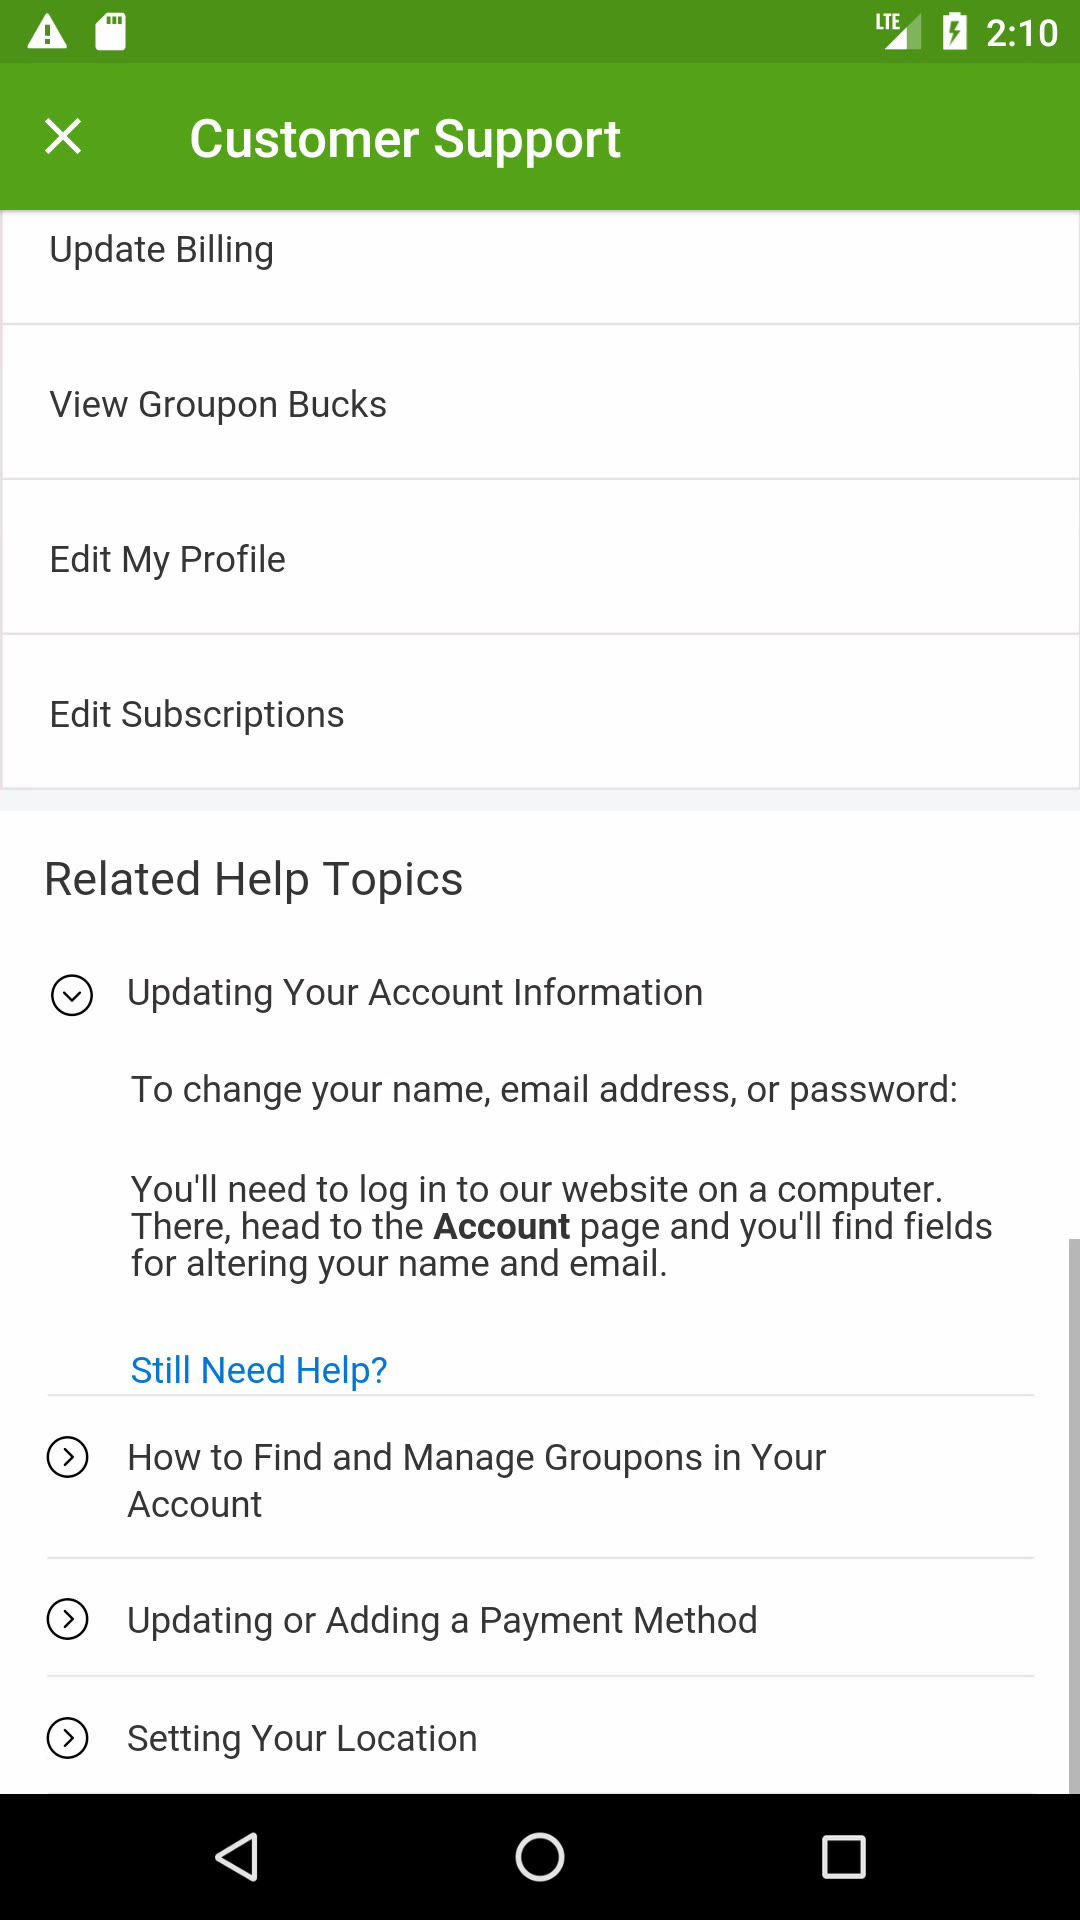 LTE 2:10
Customer Support
Update Billing
View Groupon Bucks
Edit My Profile
Edit Subscriptions
Related Help Topics
Updating Your Account Information
To change your name, email address, or password:
You'll need to log in to our website on a computer.
There, head to the Account page and you'll find fields
for altering your name and email.
Still Need Help?
How to Find and Manage Groupons in Your
Account
Updating or Adding a Payment Method
Setting Your Location